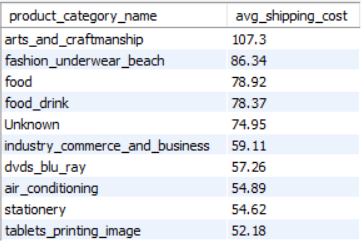 product_category_name avg_shipping_cost
arts_and_craftmanship 107.3
fashion_underwear_beach 86.34
food 78.92
food_drink 78.37
Unknown 74.95
industry_commerce_and_business 59.11
dvds_blu_ray 57.26
air_conditioning 54.89
stationery 54.62
tablets_printing_image 52.18